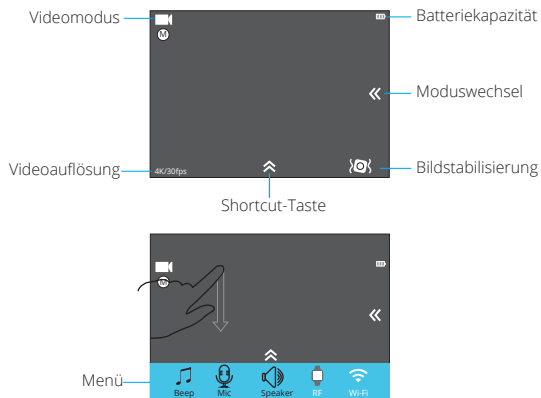 Videomodus
Batteriekapazität
M
Moduswechsel
Videoauflösung
4K/30fps
Bildstabilisierung
Shortcut-Taste
M
Menü
Beep Mic Speaker RF Wi-Fi